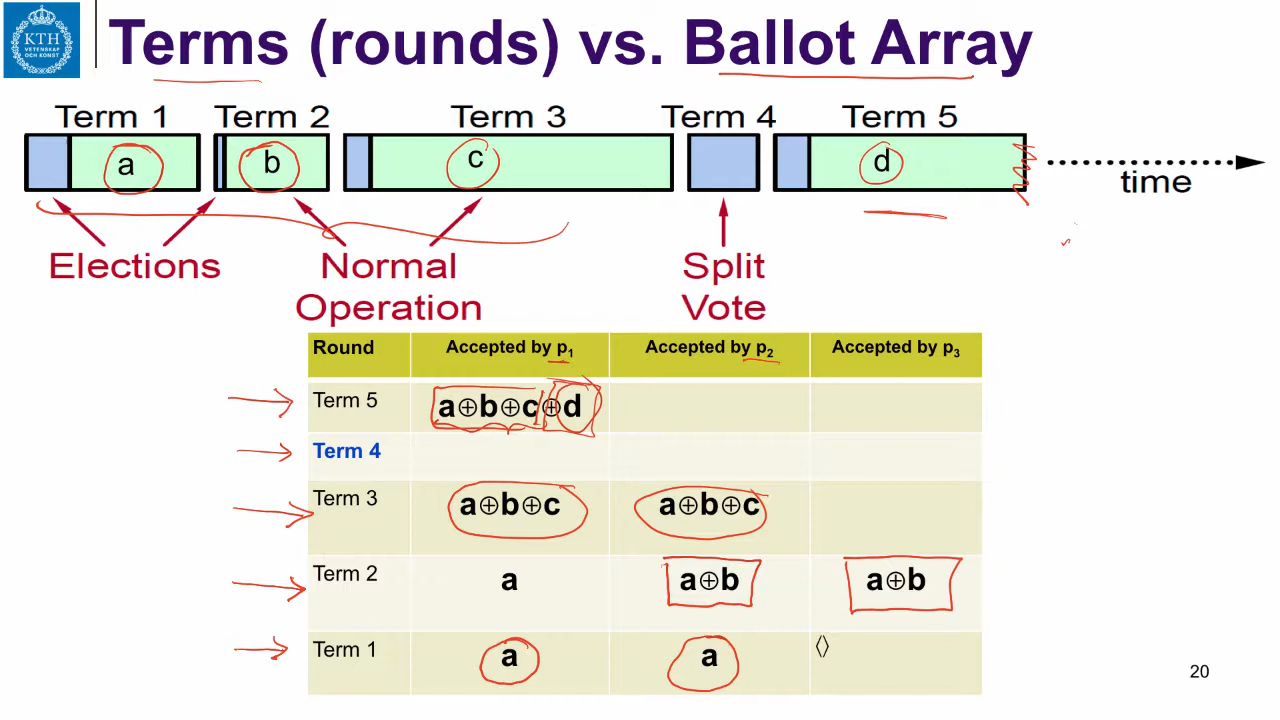 KTH
VETENSKAP
OCH KONST
Terms (rounds) vs. Ballot Array
Term 1 Term 2 Term 3 Term 4 Term 5
a b c d
time
Elections Normal Operation Split Vote
Round Accepted by p₁ Accepted by p₂ Accepted by p₃
Term 5 a⊕b⊕c⊕d
Term 4
Term 3 a⊕b⊕c a⊕b⊕c
Term 2 a a⊕b a⊕b
Term 1 a a ⟨⟩
20